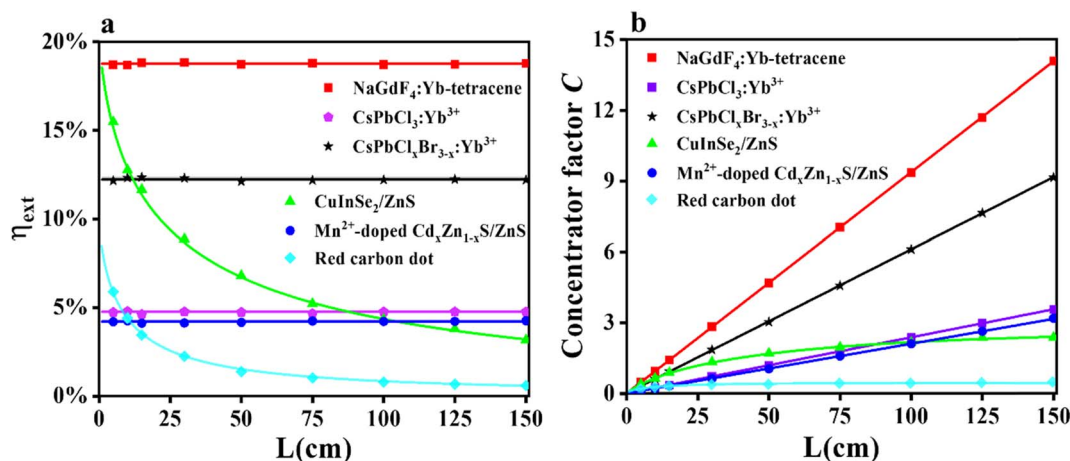 a
η_ext
20%
15%
10%
5%
0%
NaGdF₄:Yb-tetracene
CsPbCl₃:Yb³⁺
CsPbClₓBr₃₋ₓ:Yb³⁺
CuInSe₂/ZnS
Mn²⁺-doped CdₓZn₁₋ₓS/ZnS
Red carbon dot
0 25 50 75 100 125 150
L(cm)
b
Concentrator factor C
15
12
9
6
3
0
NaGdF₄:Yb-tetracene
CsPbCl₃:Yb³⁺
CsPbClₓBr₃₋ₓ:Yb³⁺
CuInSe₂/ZnS
Mn²⁺-doped CdₓZn₁₋ₓS/ZnS
Red carbon dot
0 25 50 75 100 125 150
L(cm)